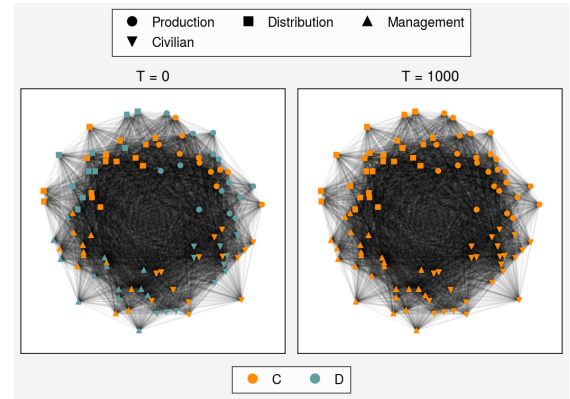 Production Distribution Management
Civilian
T = 0 T = 1000
C D